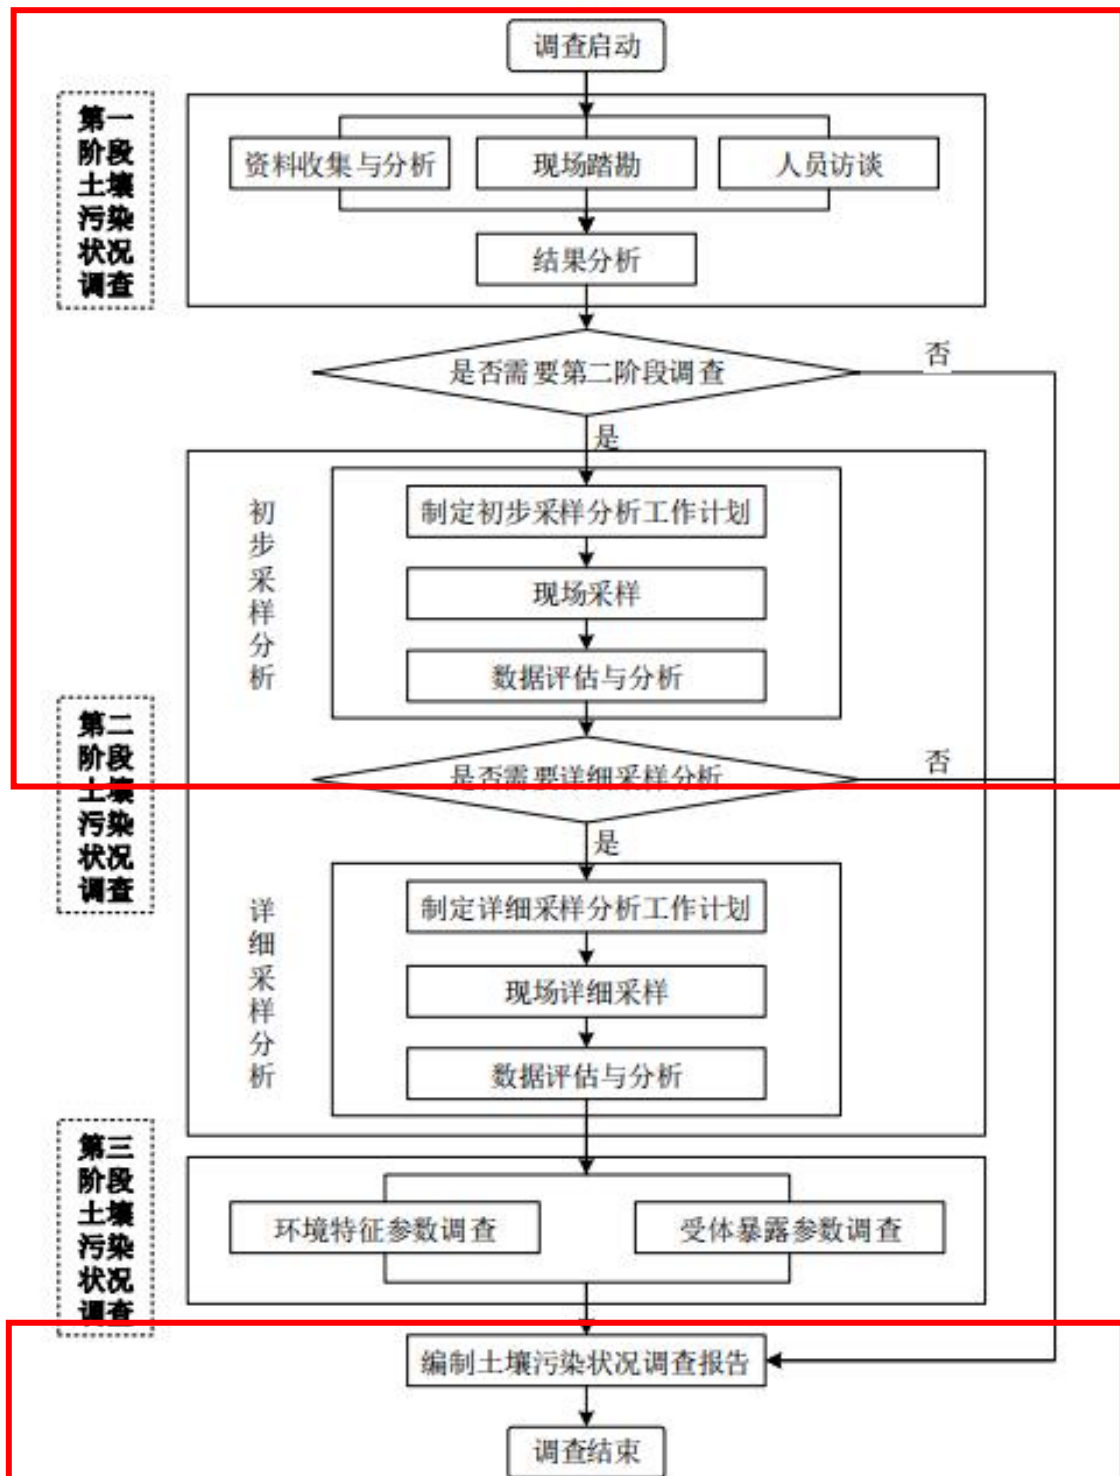 调查启动
第一
阶段
土壤
污染
状况
调查
资料收集与分析
现场踏勘
人员访谈
结果分析
是否需要第二阶段调查
否
是
初
步
采
样
分
析
制定初步采样分析工作计划
现场采样
数据评估与分析
第二
阶段
土壤
污染
状况
调查
是否需要详细采样分析
否
是
详
细
采
样
分
析
制定详细采样分析工作计划
现场详细采样
数据评估与分析
第三
阶段
土壤
污染
状况
调查
环境特征参数调查
受体暴露参数调查
编制土壤污染状况调查报告
调查结束